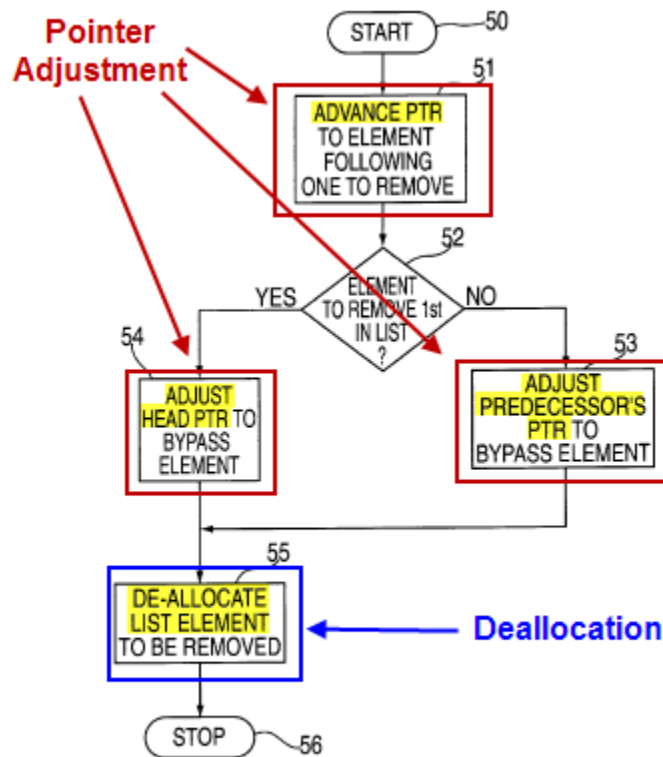 Pointer
Adjustment
START
50
51
ADVANCE PTR
TO ELEMENT
FOLLOWING
ONE TO REMOVE
52
ELEMENT
TO REMOVE 1st
IN LIST
?
YES
NO
54
ADJUST
HEAD PTR TO
BYPASS
ELEMENT
53
ADJUST
PREDECESSOR'S
PTR TO
BYPASS ELEMENT
55
DE-ALLOCATE
LIST ELEMENT
TO BE REMOVED
Deallocation
STOP
56